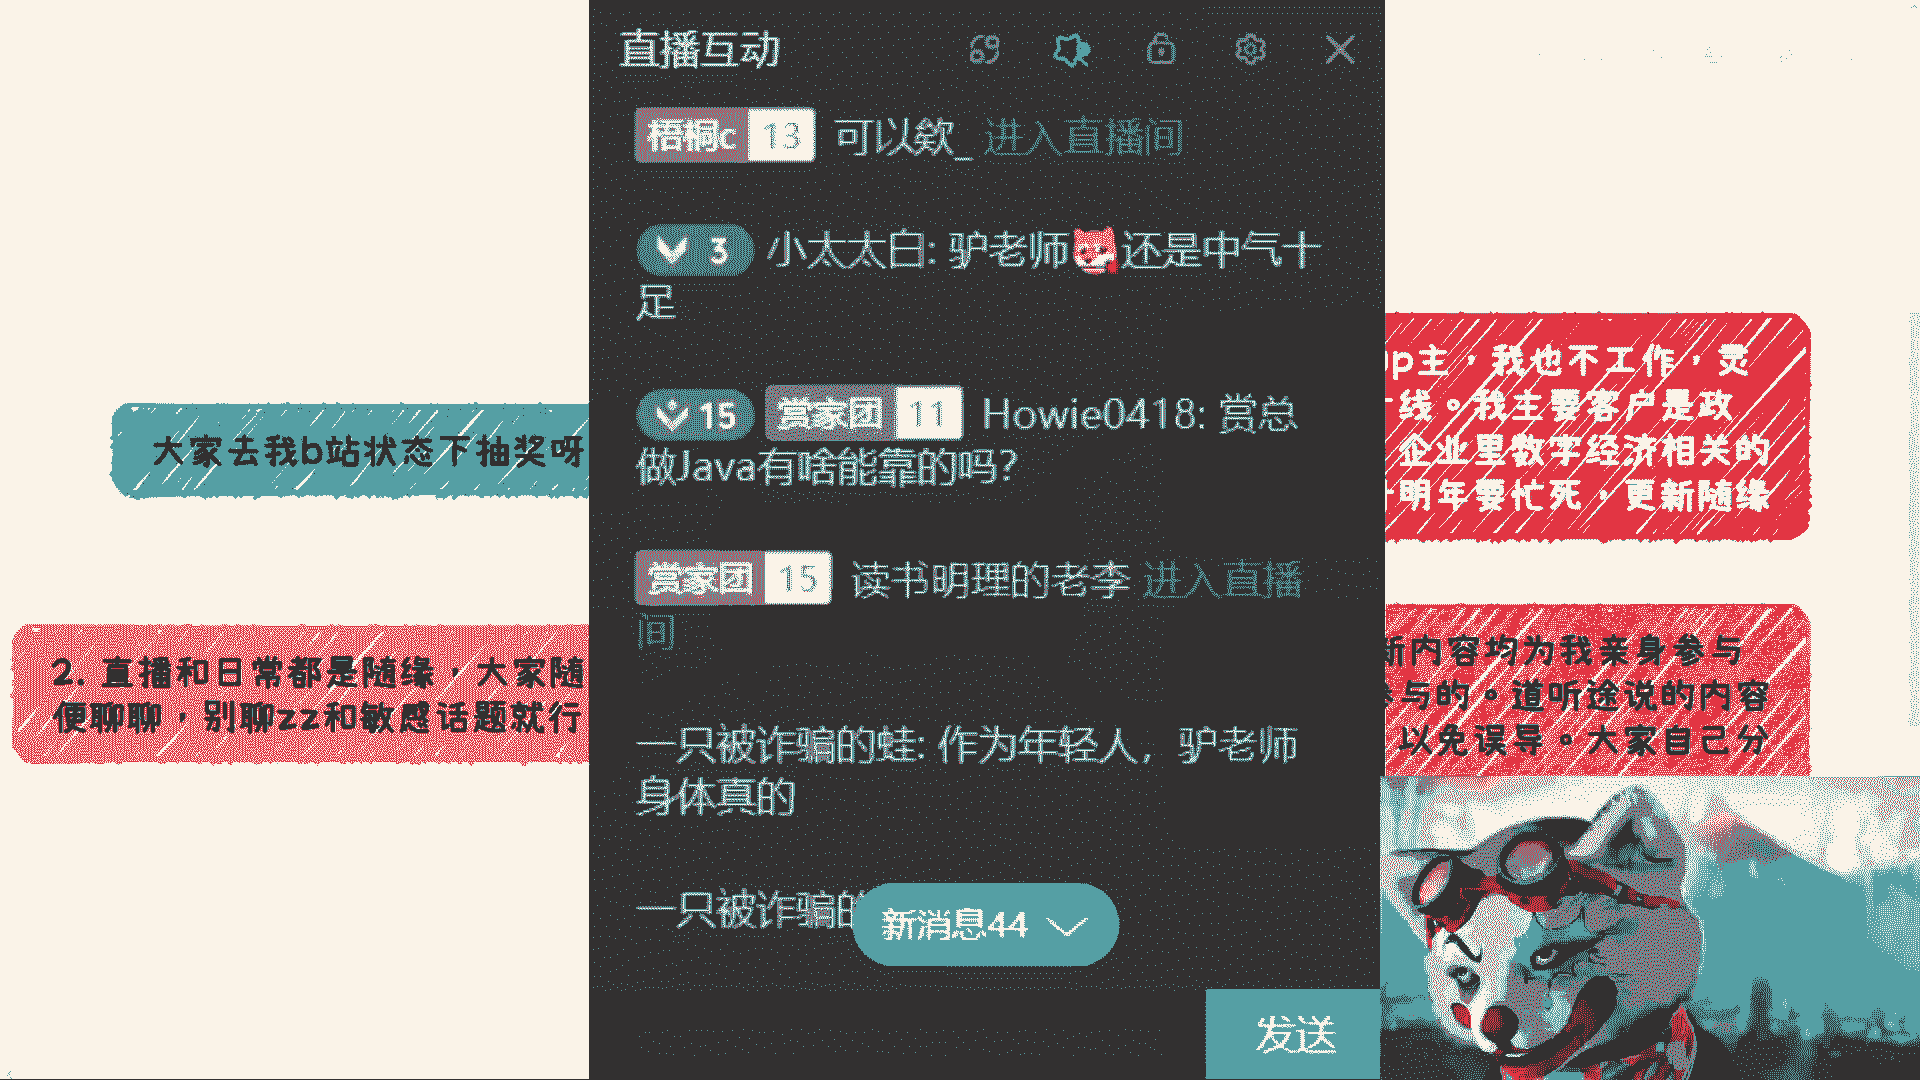 直播互动
梧桐c 13 可以欸_ 进入直播间
3 小太太白: 驴老师还是中气十
足
15 赏家团 11 Howie0418: 赏总
做Java有啥能靠的吗?
赏家团 15 读书明理的老李 进入直播
间
一只被诈骗的蛙: 作为年轻人，驴老师
身体真的
一只被诈骗的
新消息44
发送
大家去我b站状态下抽奖呀
2. 直播和日常都是随缘，大家随
便聊聊，别聊zz和敏感话题就行
up主，我也不工作，灵
线。我主要客户是政
企业里数字经济相关的
明年要忙死，更新随缘
新内容均为我亲身参与
参与的。道听途说的内容
以免误导。大家自己分